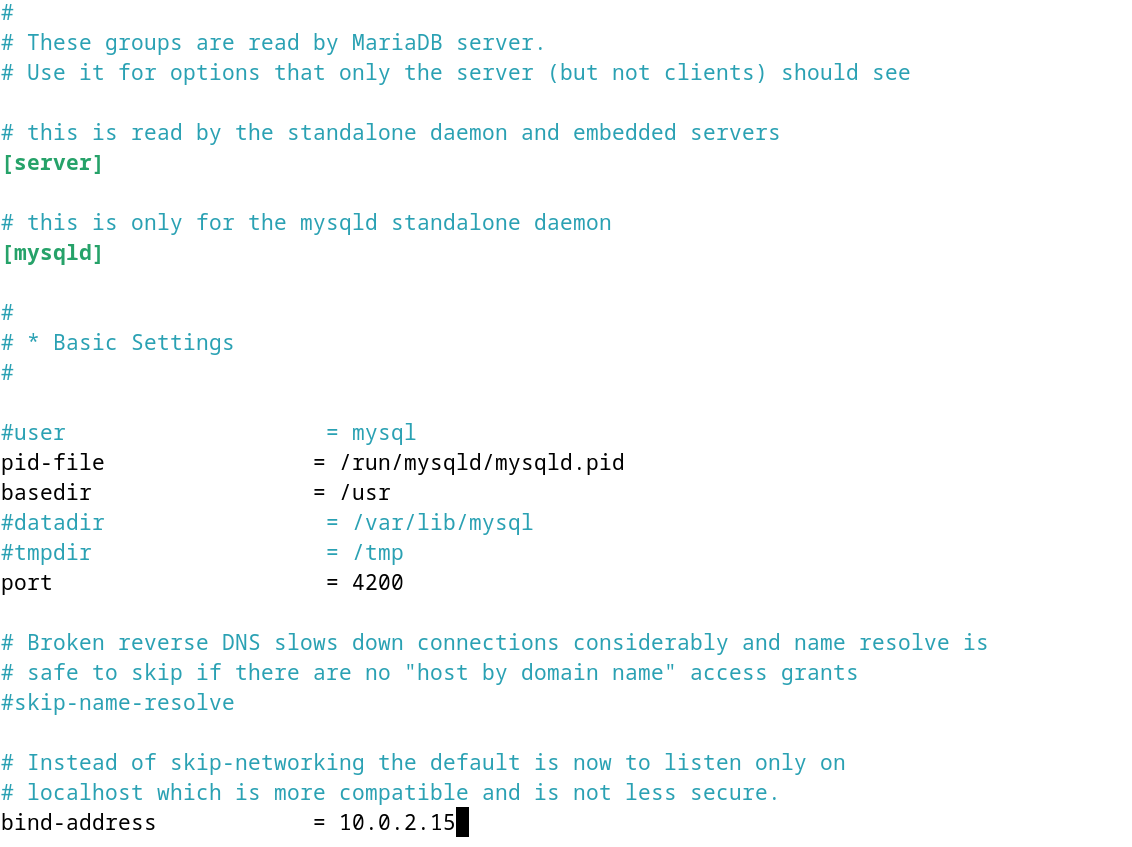 #
# These groups are read by MariaDB server.
# Use it for options that only the server (but not clients) should see

# this is read by the standalone daemon and embedded servers
[server]

# this is only for the mysqld standalone daemon
[mysqld]

#
# * Basic Settings
#

#user                    = mysql
pid-file                = /run/mysqld/mysqld.pid
basedir                 = /usr
#datadir                 = /var/lib/mysql
#tmpdir                  = /tmp
port                     = 4200

# Broken reverse DNS slows down connections considerably and name resolve is
# safe to skip if there are no "host by domain name" access grants
#skip-name-resolve

# Instead of skip-networking the default is now to listen only on
# localhost which is more compatible and is not less secure.
bind-address            = 10.0.2.15